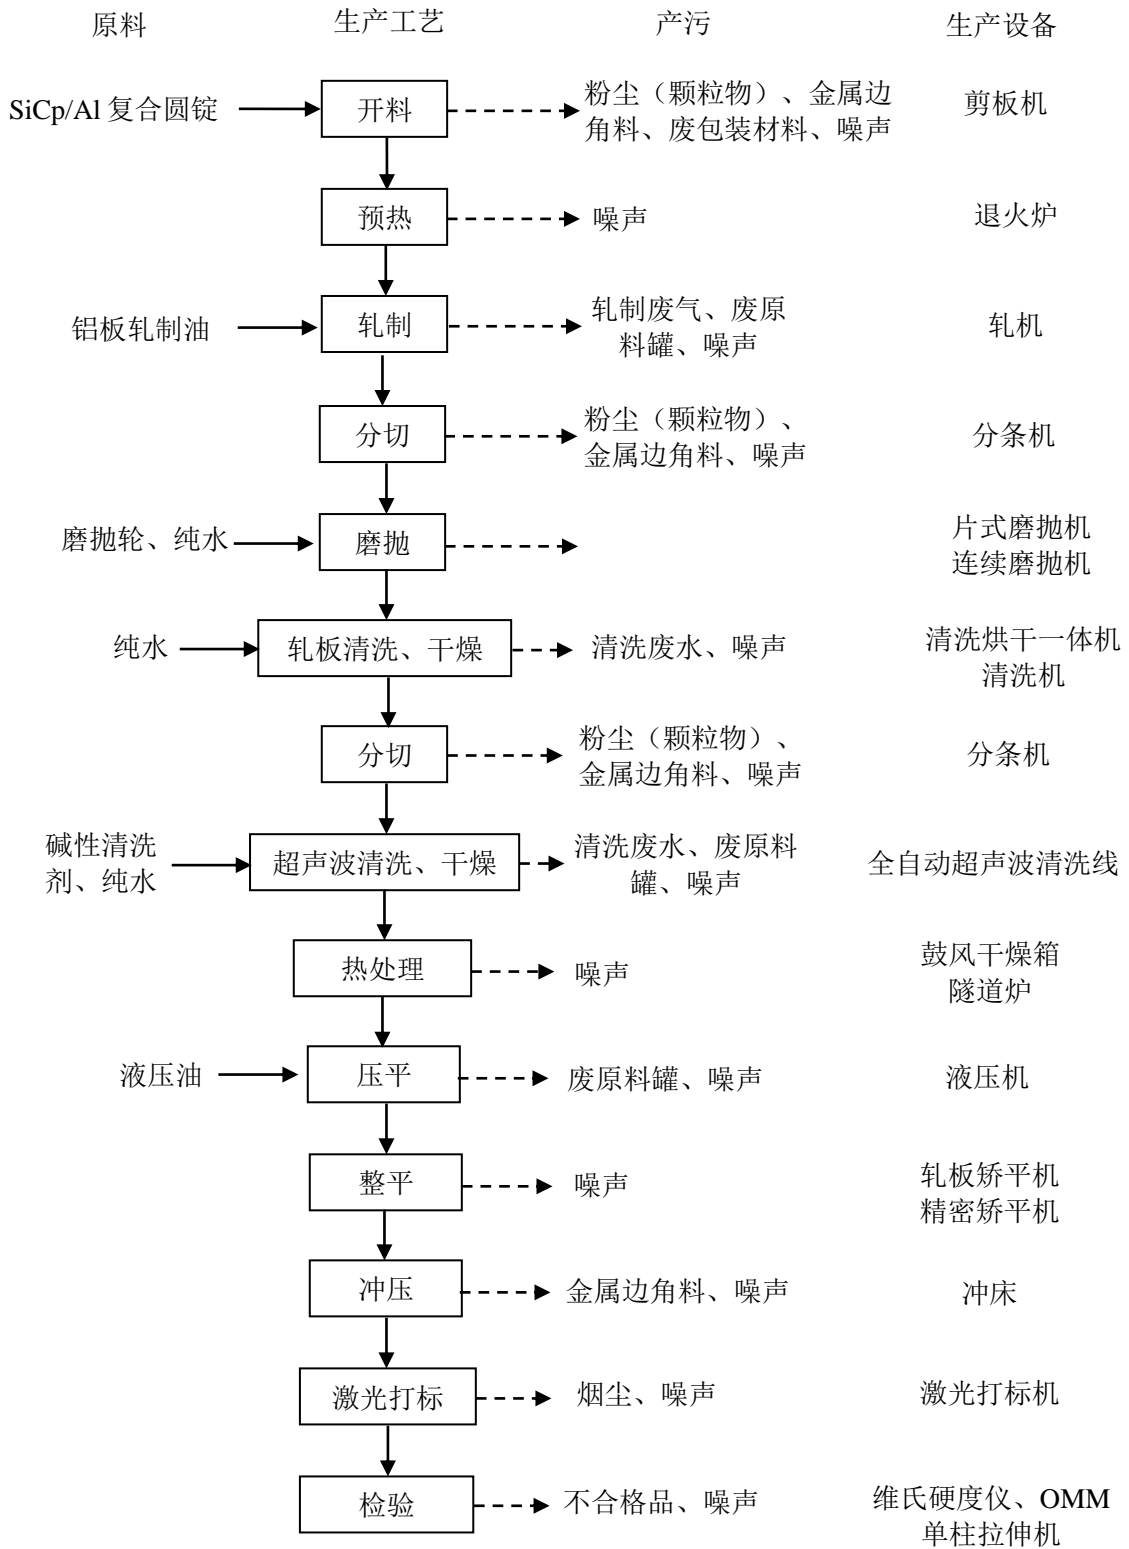 原料 生产工艺 产污 生产设备
SiCp/Al 复合圆锭 开料 粉尘（颗粒物）、金属边 剪板机
角料、废包装材料、噪声
预热 噪声 退火炉
铝板轧制油 轧制 轧制废气、废原 轧机
料罐、噪声
分切 粉尘（颗粒物）、 分条机
金属边角料、噪声
磨抛轮、纯水 磨抛 片式磨抛机
连续磨抛机
纯水 轧板清洗、干燥 清洗废水、噪声 清洗烘干一体机
清洗机
分切 粉尘（颗粒物）、 分条机
金属边角料、噪声
碱性清洗 超声波清洗、干燥 清洗废水、废原料 全自动超声波清洗线
剂、纯水 罐、噪声
热处理 噪声 鼓风干燥箱
隧道炉
液压油 压平 废原料罐、噪声 液压机
整平 噪声 轧板矫平机
精密矫平机
冲压 金属边角料、噪声 冲床
激光打标 烟尘、噪声 激光打标机
检验 不合格品、噪声 维氏硬度仪、OMM
单柱拉伸机